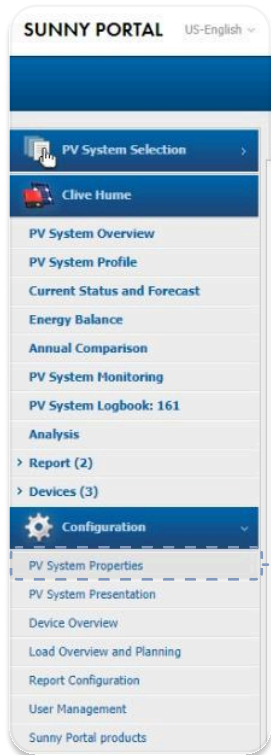 SUNNY PORTAL US-English
PV System Selection
Clive Hume
PV System Overview
PV System Profile
Current Status and Forecast
Energy Balance
Annual Comparison
PV System Monitoring
PV System Logbook: 161
Analysis
Report (2)
Devices (3)
Configuration
PV System Properties
PV System Presentation
Device Overview
Load Overview and Planning
Report Configuration
User Management
Sunny Portal products